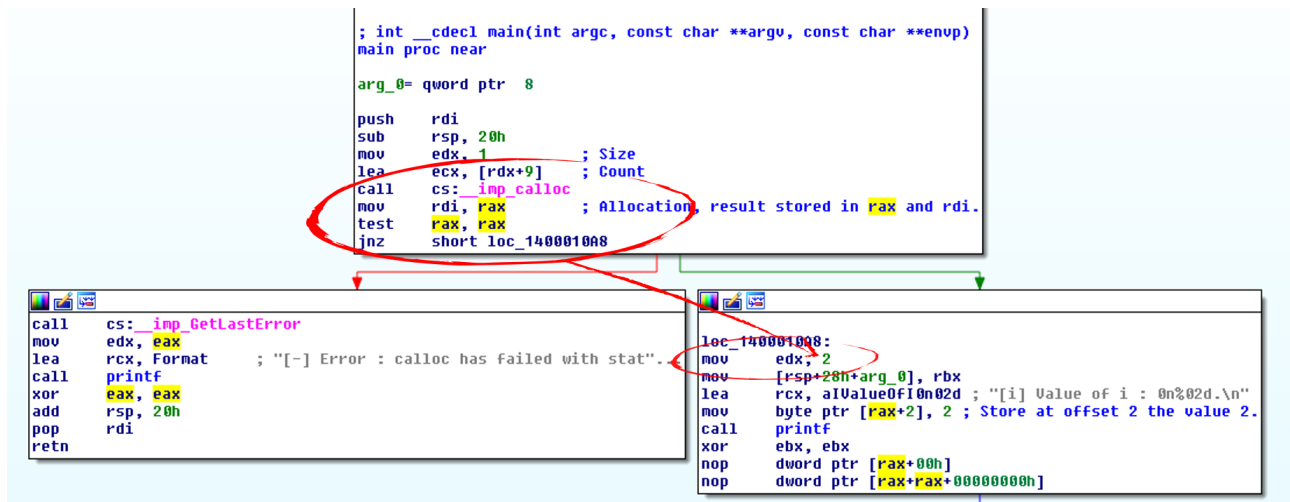 ; int __cdecl main(int argc, const char **argv, const char **envp)
main proc near
arg_0= qword ptr  8
push    rdi
sub     rsp, 20h
mov     edx, 1          ; Size
lea     ecx, [rdx+9]    ; Count
call    cs:__imp_calloc
mov     rdi, rax        ; Allocation, result stored in rax and rdi.
test    rax, rax
jnz     short loc_1400010A8
call    cs:__imp_GetLastError
mov     edx, eax
lea     rcx, Format     ; "[-] Error : calloc has failed with stat"...
call    printf
xor     eax, eax
add     rsp, 20h
pop     rdi
retn
loc_1400010A8:
mov     edx, 2
mov     [rsp+28h+arg_0], rbx
lea     rcx, aIValueOfI0n02d ; "[i] Value of i : 0n%02d.\n"
mov     byte ptr [rax+2], 2 ; Store at offset 2 the value 2.
call    printf
xor     ebx, ebx
nop     dword ptr [rax+00h]
nop     dword ptr [rax+rax+00000000h]